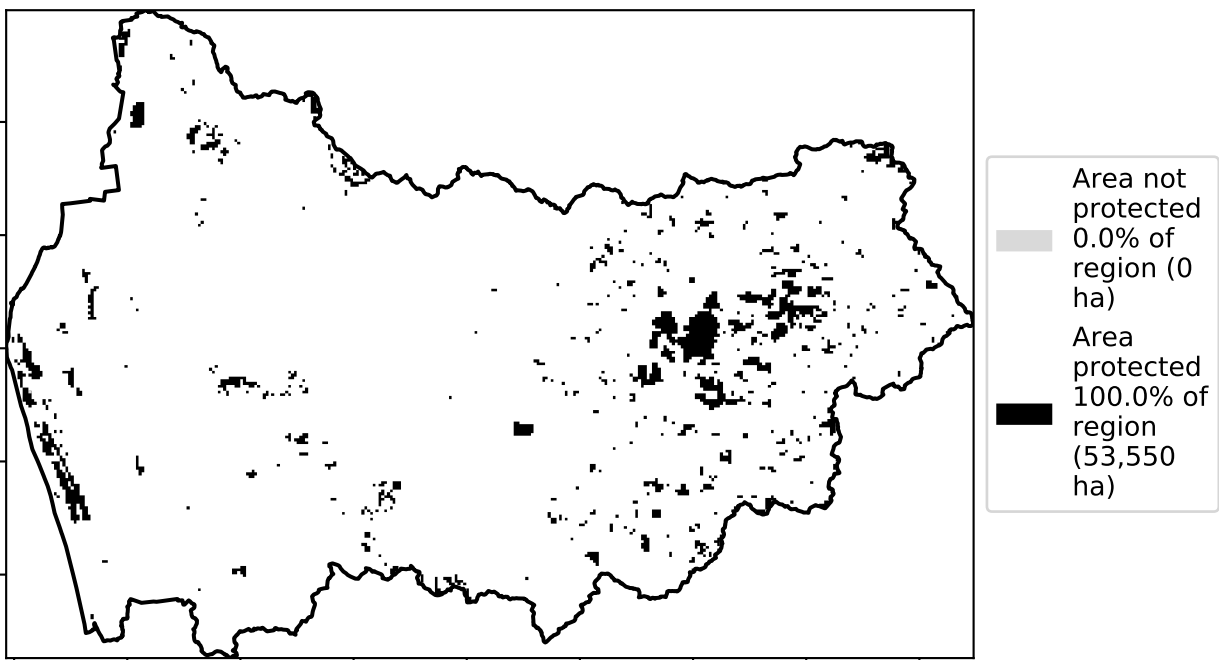 Area not
protected
0.0% of
region (0
ha)
Area
protected
100.0% of
region
(53,550
ha)